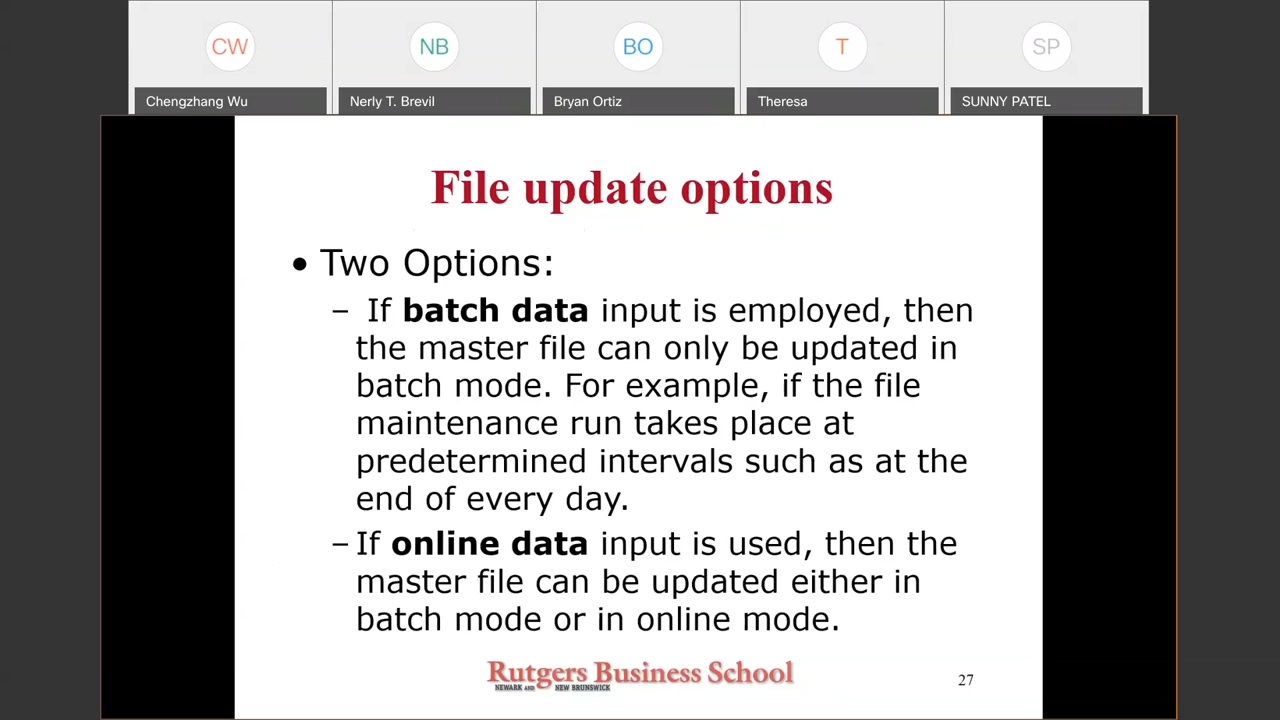 CW
NB
BO
T
SP
Chengzhang Wu
Nerly T. Brevil
Bryan Ortiz
Theresa
SUNNY PATEL
File update options
• Two Options:
– If batch data input is employed, then
the master file can only be updated in
batch mode. For example, if the file
maintenance run takes place at
predetermined intervals such as at the
end of every day.
– If online data input is used, then the
master file can be updated either in
batch mode or in online mode.
Rutgers Business School
NEWARK AND NEW BRUNSWICK
27